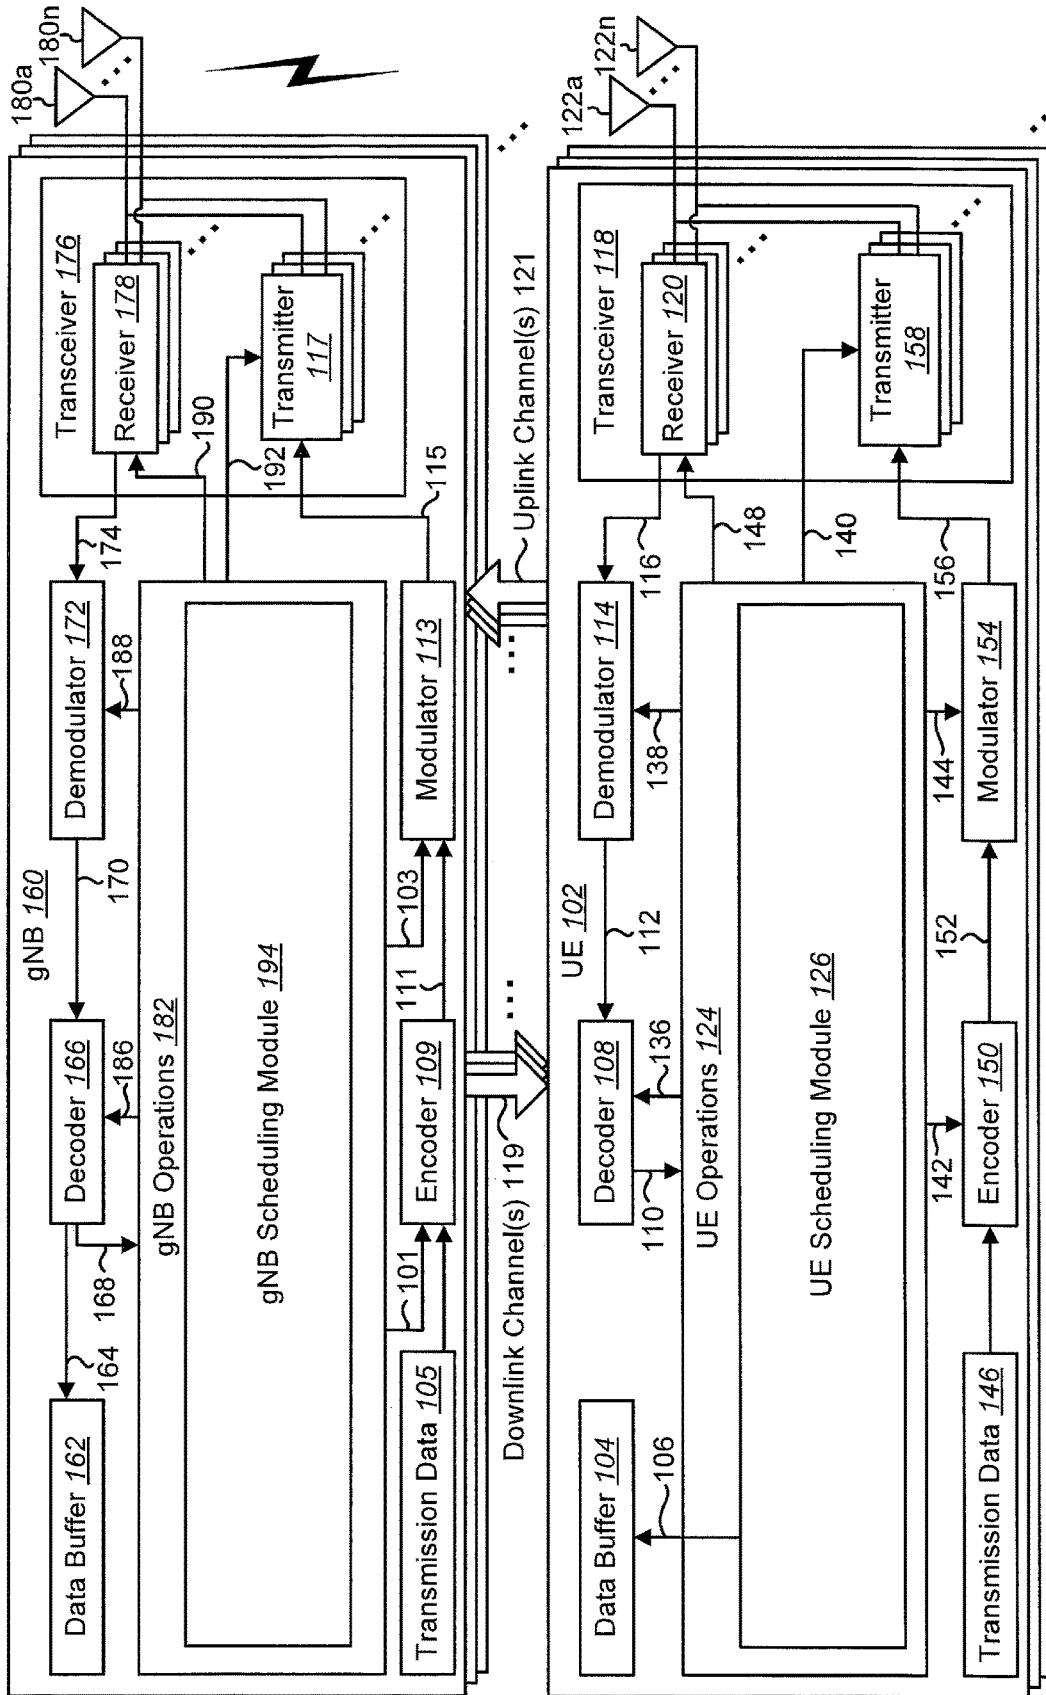 gNB 160
Data Buffer 162
164
Decoder 166
168
186
170
Demodulator 172
188
174
Transceiver 176
Receiver 178
190
180a
180n
gNB Operations 182
gNB Scheduling Module 194
192
Transmitter 117
Transmission Data 105
101
Encoder 109
111
103
Modulator 113
115
Downlink Channel(s) 119
Uplink Channel(s) 121
UE 102
Data Buffer 104
106
Decoder 108
110
136
112
Demodulator 114
138
116
Transceiver 118
Receiver 120
148
122a
122n
UE Operations 124
UE Scheduling Module 126
140
Transmitter 158
Transmission Data 146
142
Encoder 150
152
144
Modulator 154
156